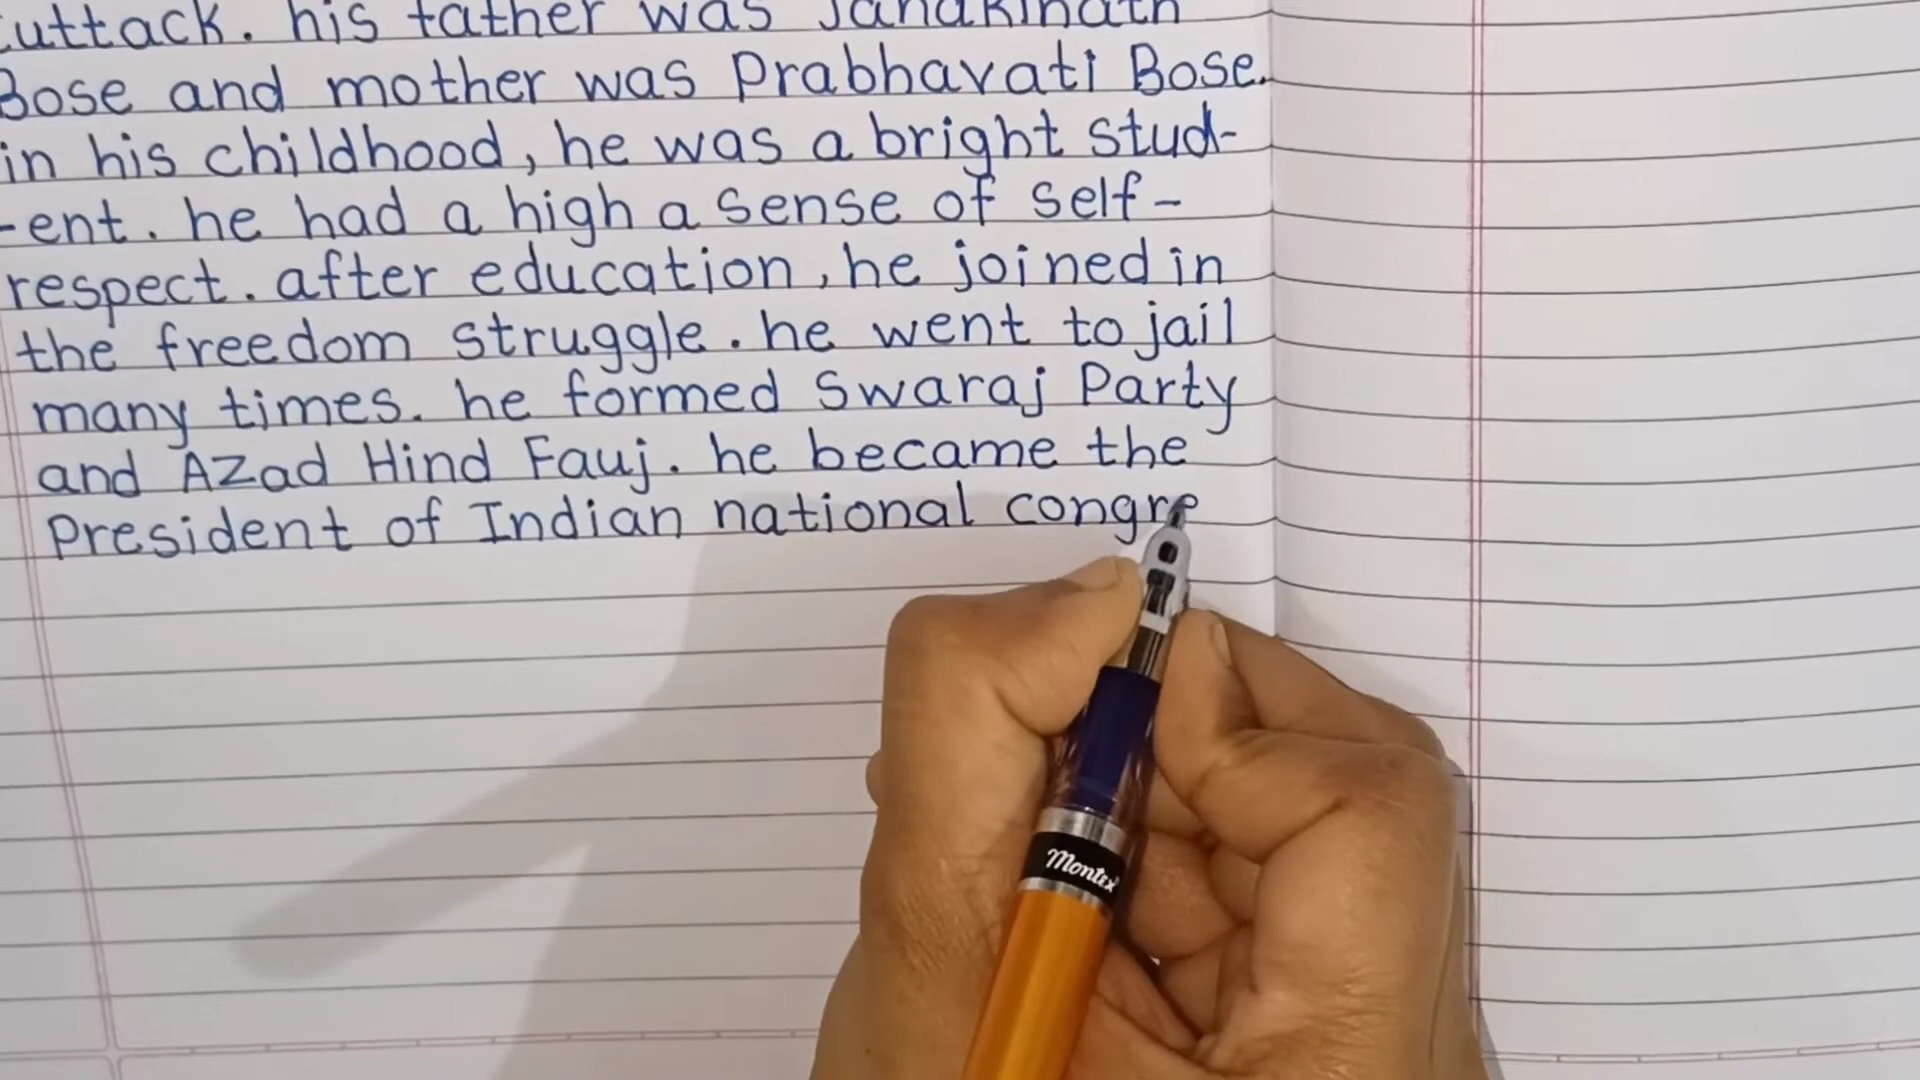 cuttack. his father was Janakinath
Bose and mother was Prabhavati Bose.
in his childhood, he was a bright stud-
-ent. he had a high a sense of self-
respect. after education, he joined in
the freedom struggle. he went to jail
many times. he formed Swaraj Party
and Azad Hind Fauj. he became the
President of Indian national congre
Montex